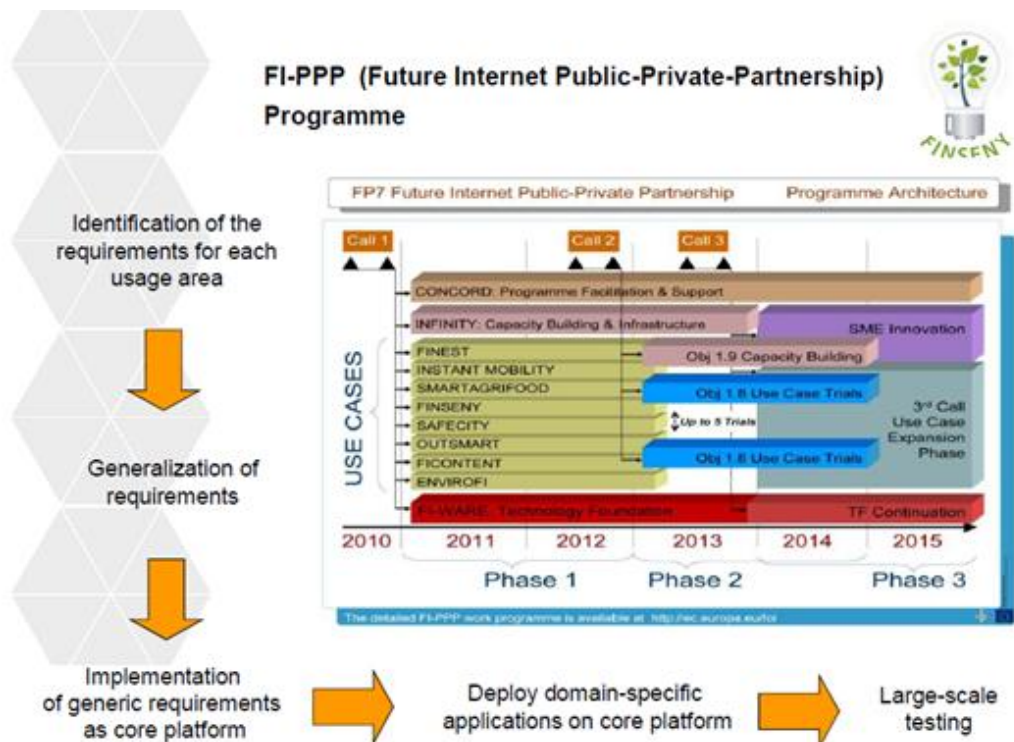 FI-PPP (Future Internet Public-Private-Partnership)
Programme
FINSENY
FP7 Future Internet Public-Private Partnership
Programme Architecture
Identification of the
requirements for each
usage area
Generalization of
requirements
Implementation
of generic requirements
as core platform
Call 1
Call 2
Call 3
CONCORD: Programme Facilitation & Support
INFINITY: Capacity Building & Infrastructure
SME Innovation
USE CASES
FINEST
INSTANT MOBILITY
SMARTAGRIFOOD
FINSENY
SAFECITY
OUTSMART
FICONTENT
ENVIROFI
Obj 1.9 Capacity Building
Obj 1.8 Use Case Trials
Up to 5 Trials
Obj 1.8 Use Case Trials
3rd Call
Use Case
Expansion
Phase
FI-WARE: Technology Foundation
TF Continuation
2010 2011 2012 2013 2014 2015
Phase 1 Phase 2 Phase 3
The detailed FI-PPP work programme is available at http://ec.europa.eu/foi
Deploy domain-specific
applications on core platform
Large-scale
testing